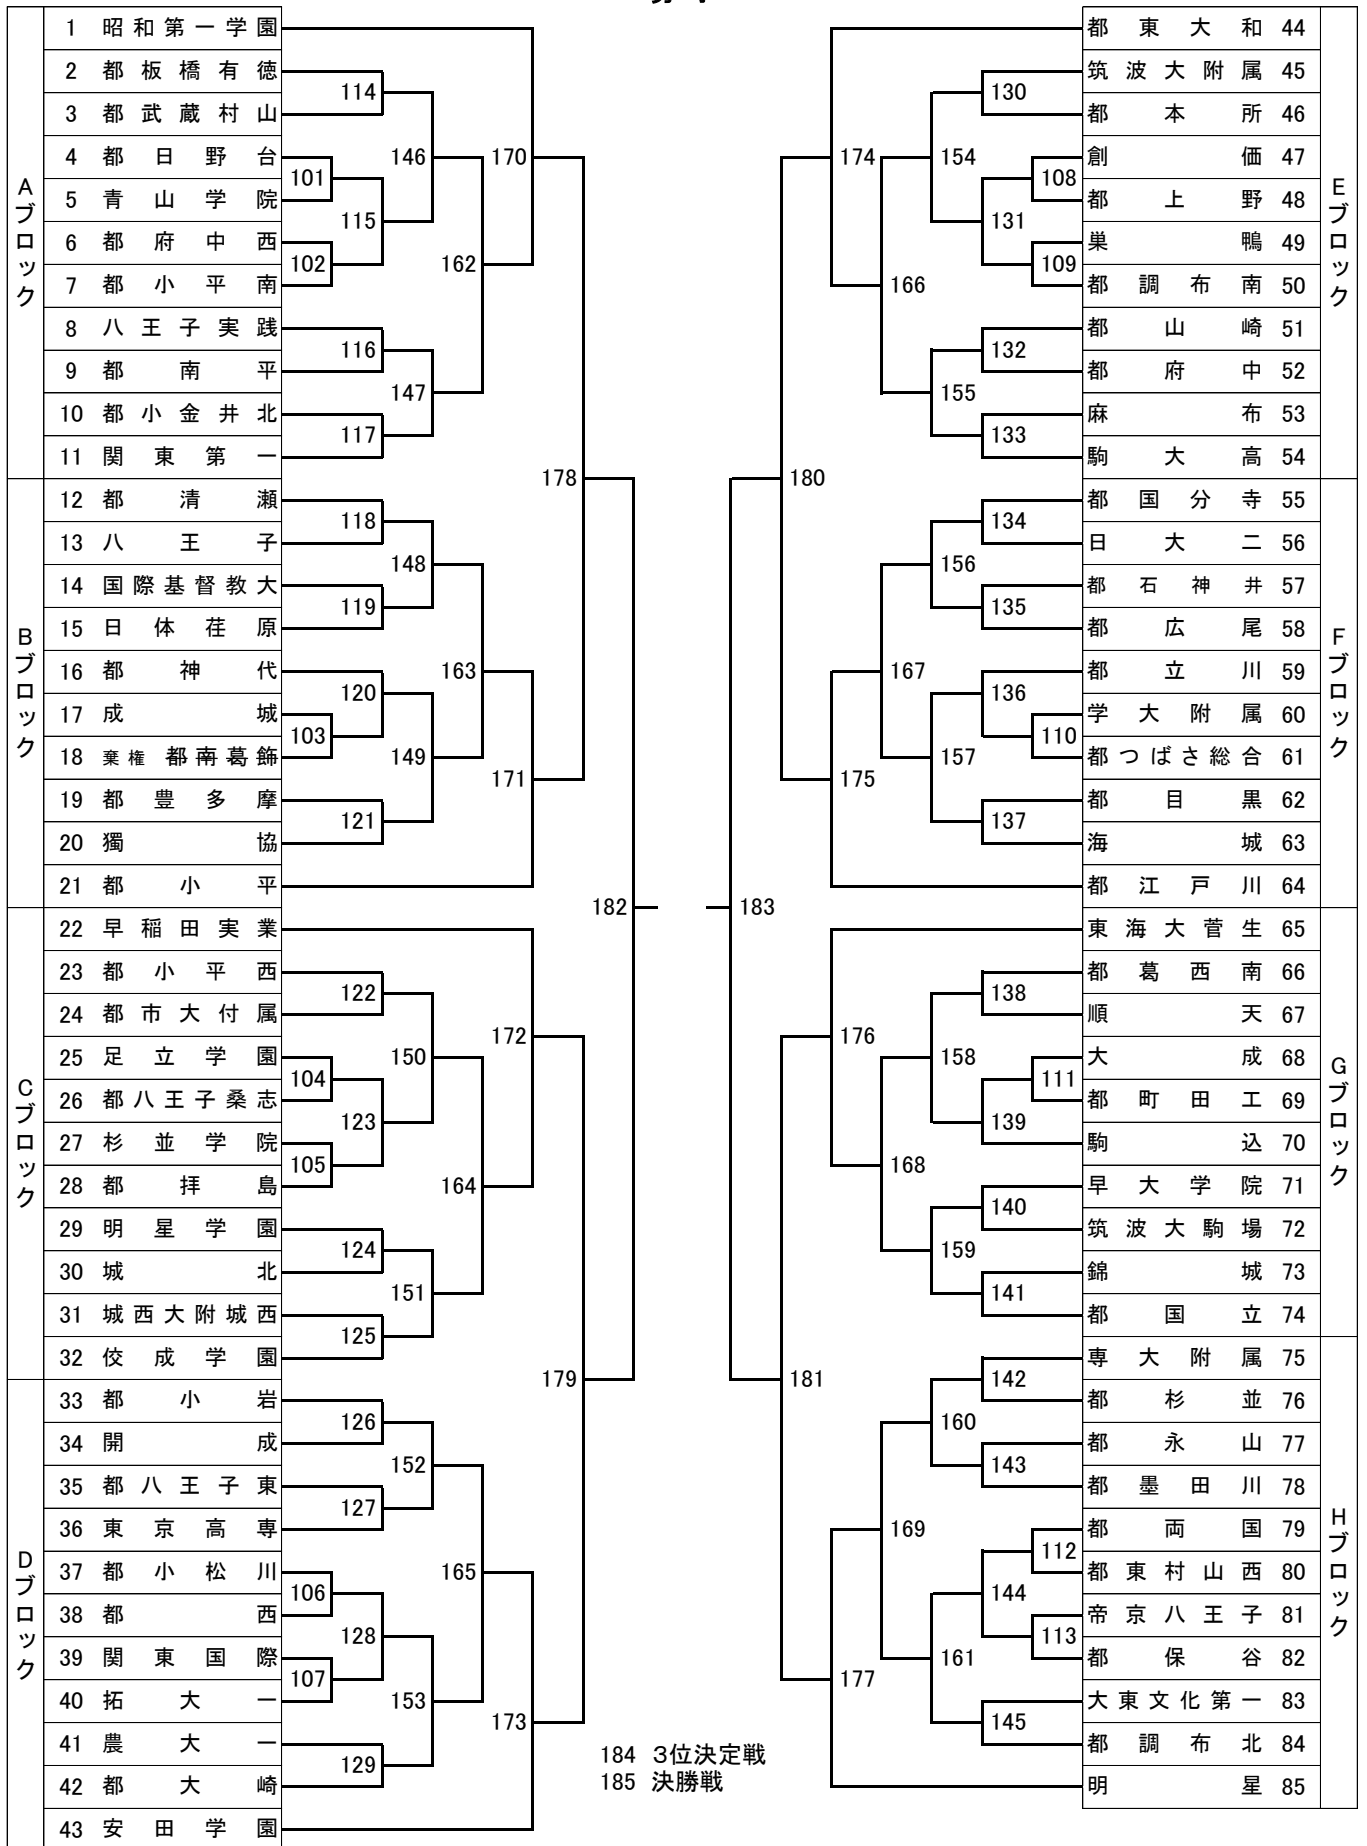 Aブロック
1 昭和第一学園
2 都板橋有徳
3 都武蔵村山
4 都日野台
5 青山学院
6 都府中西
7 都小平南
8 八王子実践
9 都南平
10 都小金井北
11 関東第一
Bブロック
12 都清瀬
13 八王子
14 国際基督教大
15 日体荏原
16 都神代
17 成城
18 棄権 都南葛飾
19 都豊多摩
20 獨協
21 都小平
Cブロック
22 早稲田実業
23 都小平西
24 都市大付属
25 足立学園
26 都八王子桑志
27 杉並学院
28 都拝島
29 明星学園
30 城北
31 城西大附城西
32 佼成学園
Dブロック
33 都小岩
34 開成
35 都八王子東
36 東京高専
37 都小松川
38 都西
39 関東国際
40 拓大一
41 農大一
42 都大崎
43 安田学園
101
102
103
104
105
106
107
114
115
116
117
118
119
120
121
122
123
124
125
126
127
128
129
146
147
148
149
150
151
152
153
162
163
164
165
170
171
172
173
178
179
182
183
180
181
174
175
176
177
166
167
168
169
154
155
156
157
158
159
160
161
130
131
132
133
134
135
136
137
138
139
140
141
142
143
144
145
108
109
110
111
112
113
184 3位決定戦
185 決勝戦
Eブロック
都東大和 44
筑波大附属 45
都本所 46
創価 47
都上野 48
巣鴨 49
都調布南 50
都山崎 51
都府中 52
麻布 53
駒大高 54
Fブロック
都国分寺 55
日大二 56
都石神井 57
都広尾 58
都立川 59
学大附属 60
都つばさ総合 61
都目黒 62
海城 63
都江戸川 64
Gブロック
東海大菅生 65
都葛西南 66
順天 67
大成 68
都町田工 69
駒込 70
早大学院 71
筑波大駒場 72
錦城 73
都国立 74
Hブロック
専大附属 75
都杉並 76
都永山 77
都墨田川 78
都両国 79
都東村山西 80
帝京八王子 81
都保谷 82
大東文化第一 83
都調布北 84
明星 85